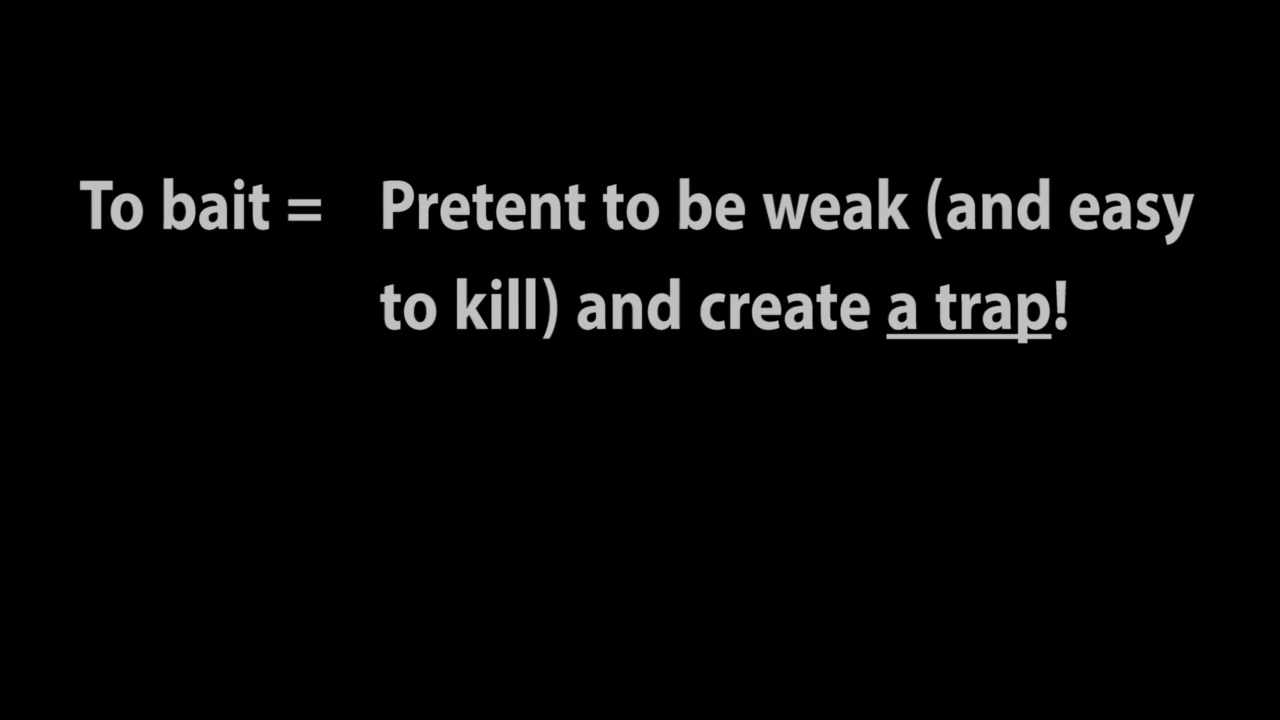 To bait = Pretent to be weak (and easy
to kill) and create a trap!